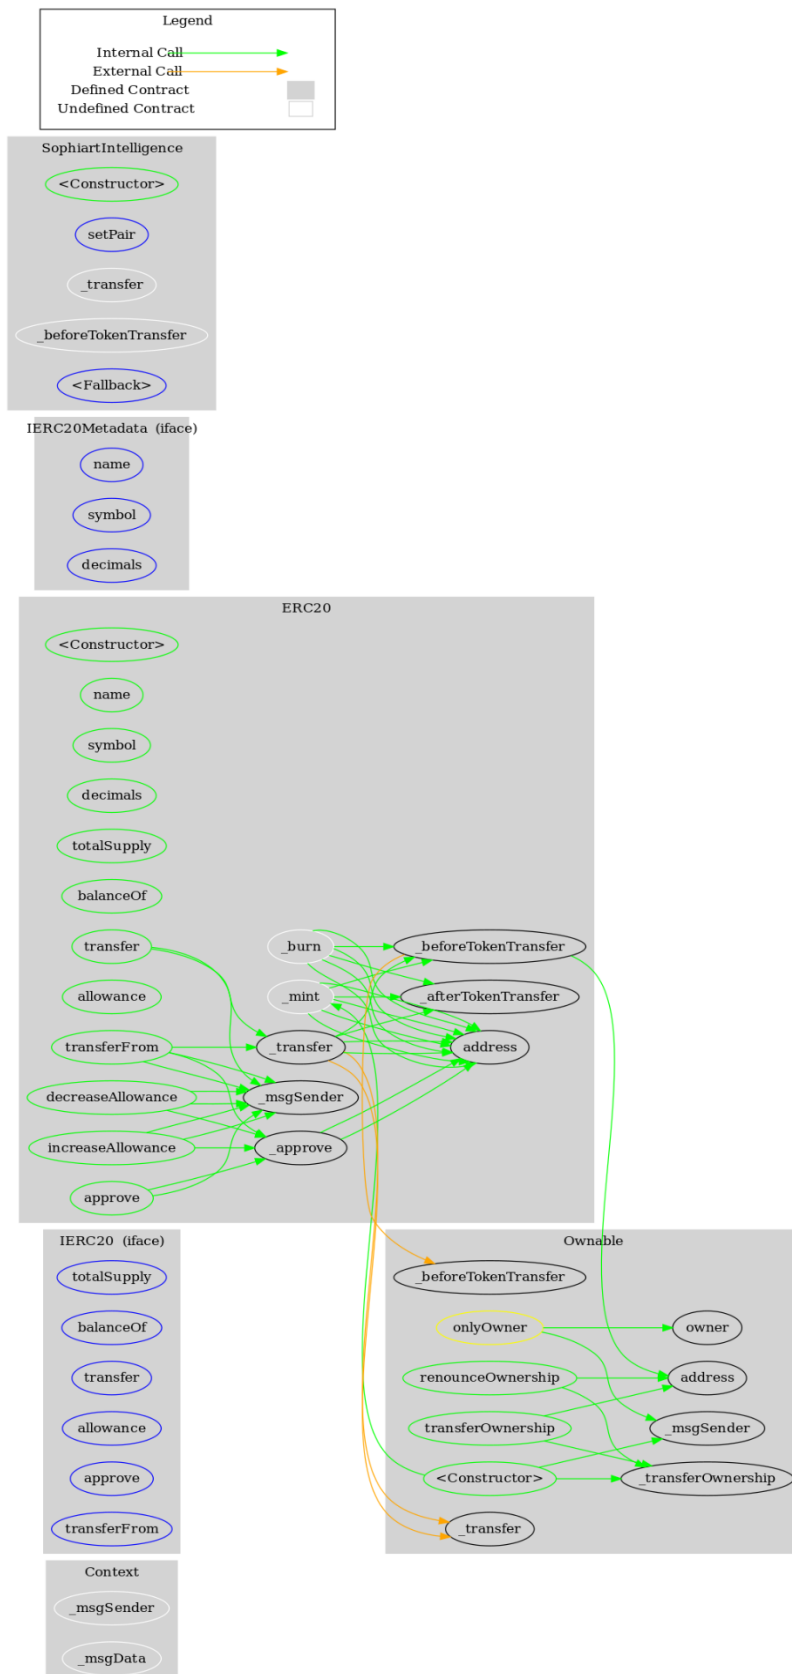 Legend
Internal Call
External Call
Defined Contract
Undefined Contract
SophiartIntelligence
<Constructor>
setPair
_transfer
_beforeTokenTransfer
<Fallback>
IERC20Metadata (iface)
name
symbol
decimals
ERC20
<Constructor>
name
symbol
decimals
totalSupply
balanceOf
transfer
_burn
_beforeTokenTransfer
allowance
_mint
_afterTokenTransfer
transferFrom
_transfer
address
decreaseAllowance
_msgSender
increaseAllowance
_approve
approve
IERC20 (iface)
totalSupply
balanceOf
transfer
allowance
approve
transferFrom
Ownable
_beforeTokenTransfer
onlyOwner
owner
renounceOwnership
address
transferOwnership
_msgSender
<Constructor>
_transferOwnership
_transfer
Context
_msgSender
_msgData